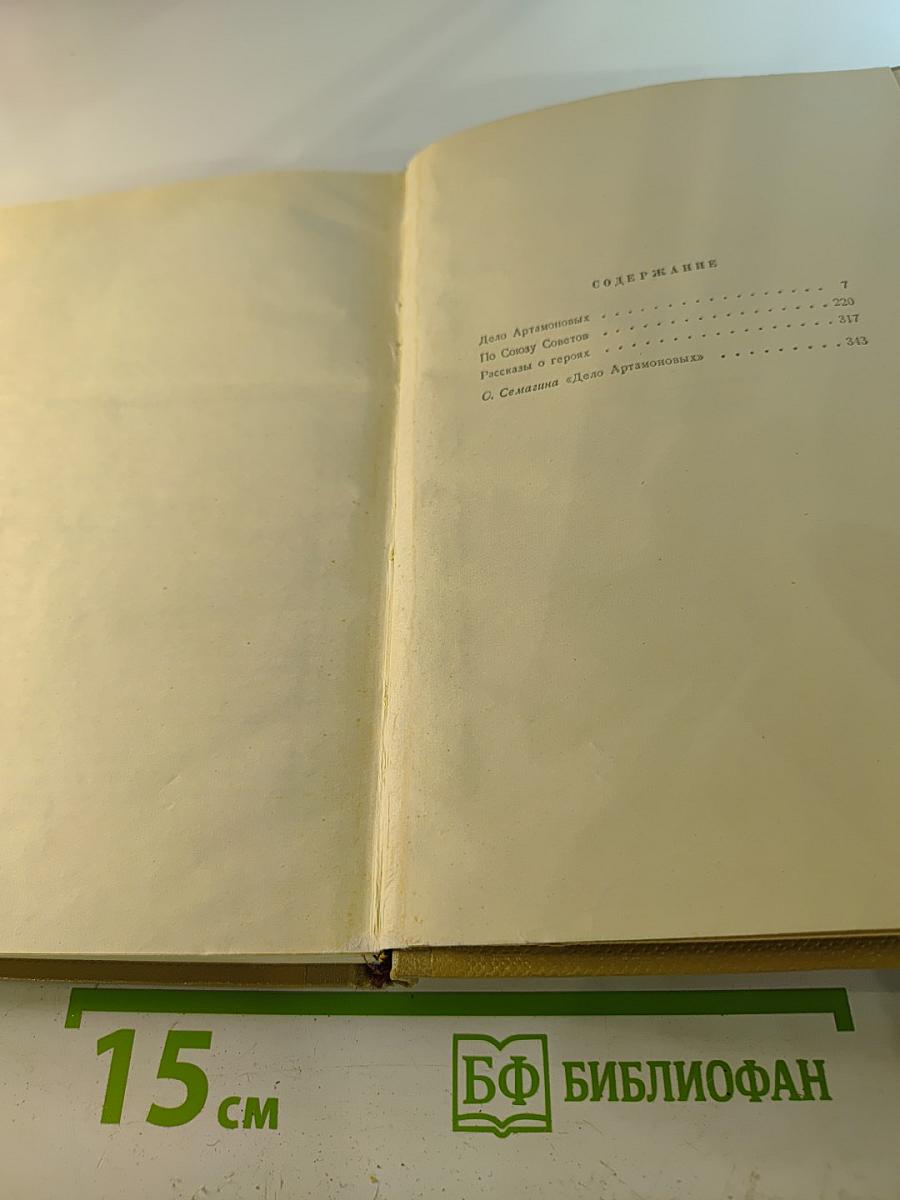 СОДЕРЖАНИЕ
Дело Артамоновых . . . . . . . . . . . . . . . . 7
По Союзу Советов . . . . . . . . . . . . . . . . 220
Рассказы о героях . . . . . . . . . . . . . . . . 317
О. Семагина «Дело Артамоновых» . . . . . . . . . 343
15 см
БФ БИБЛИОФАН